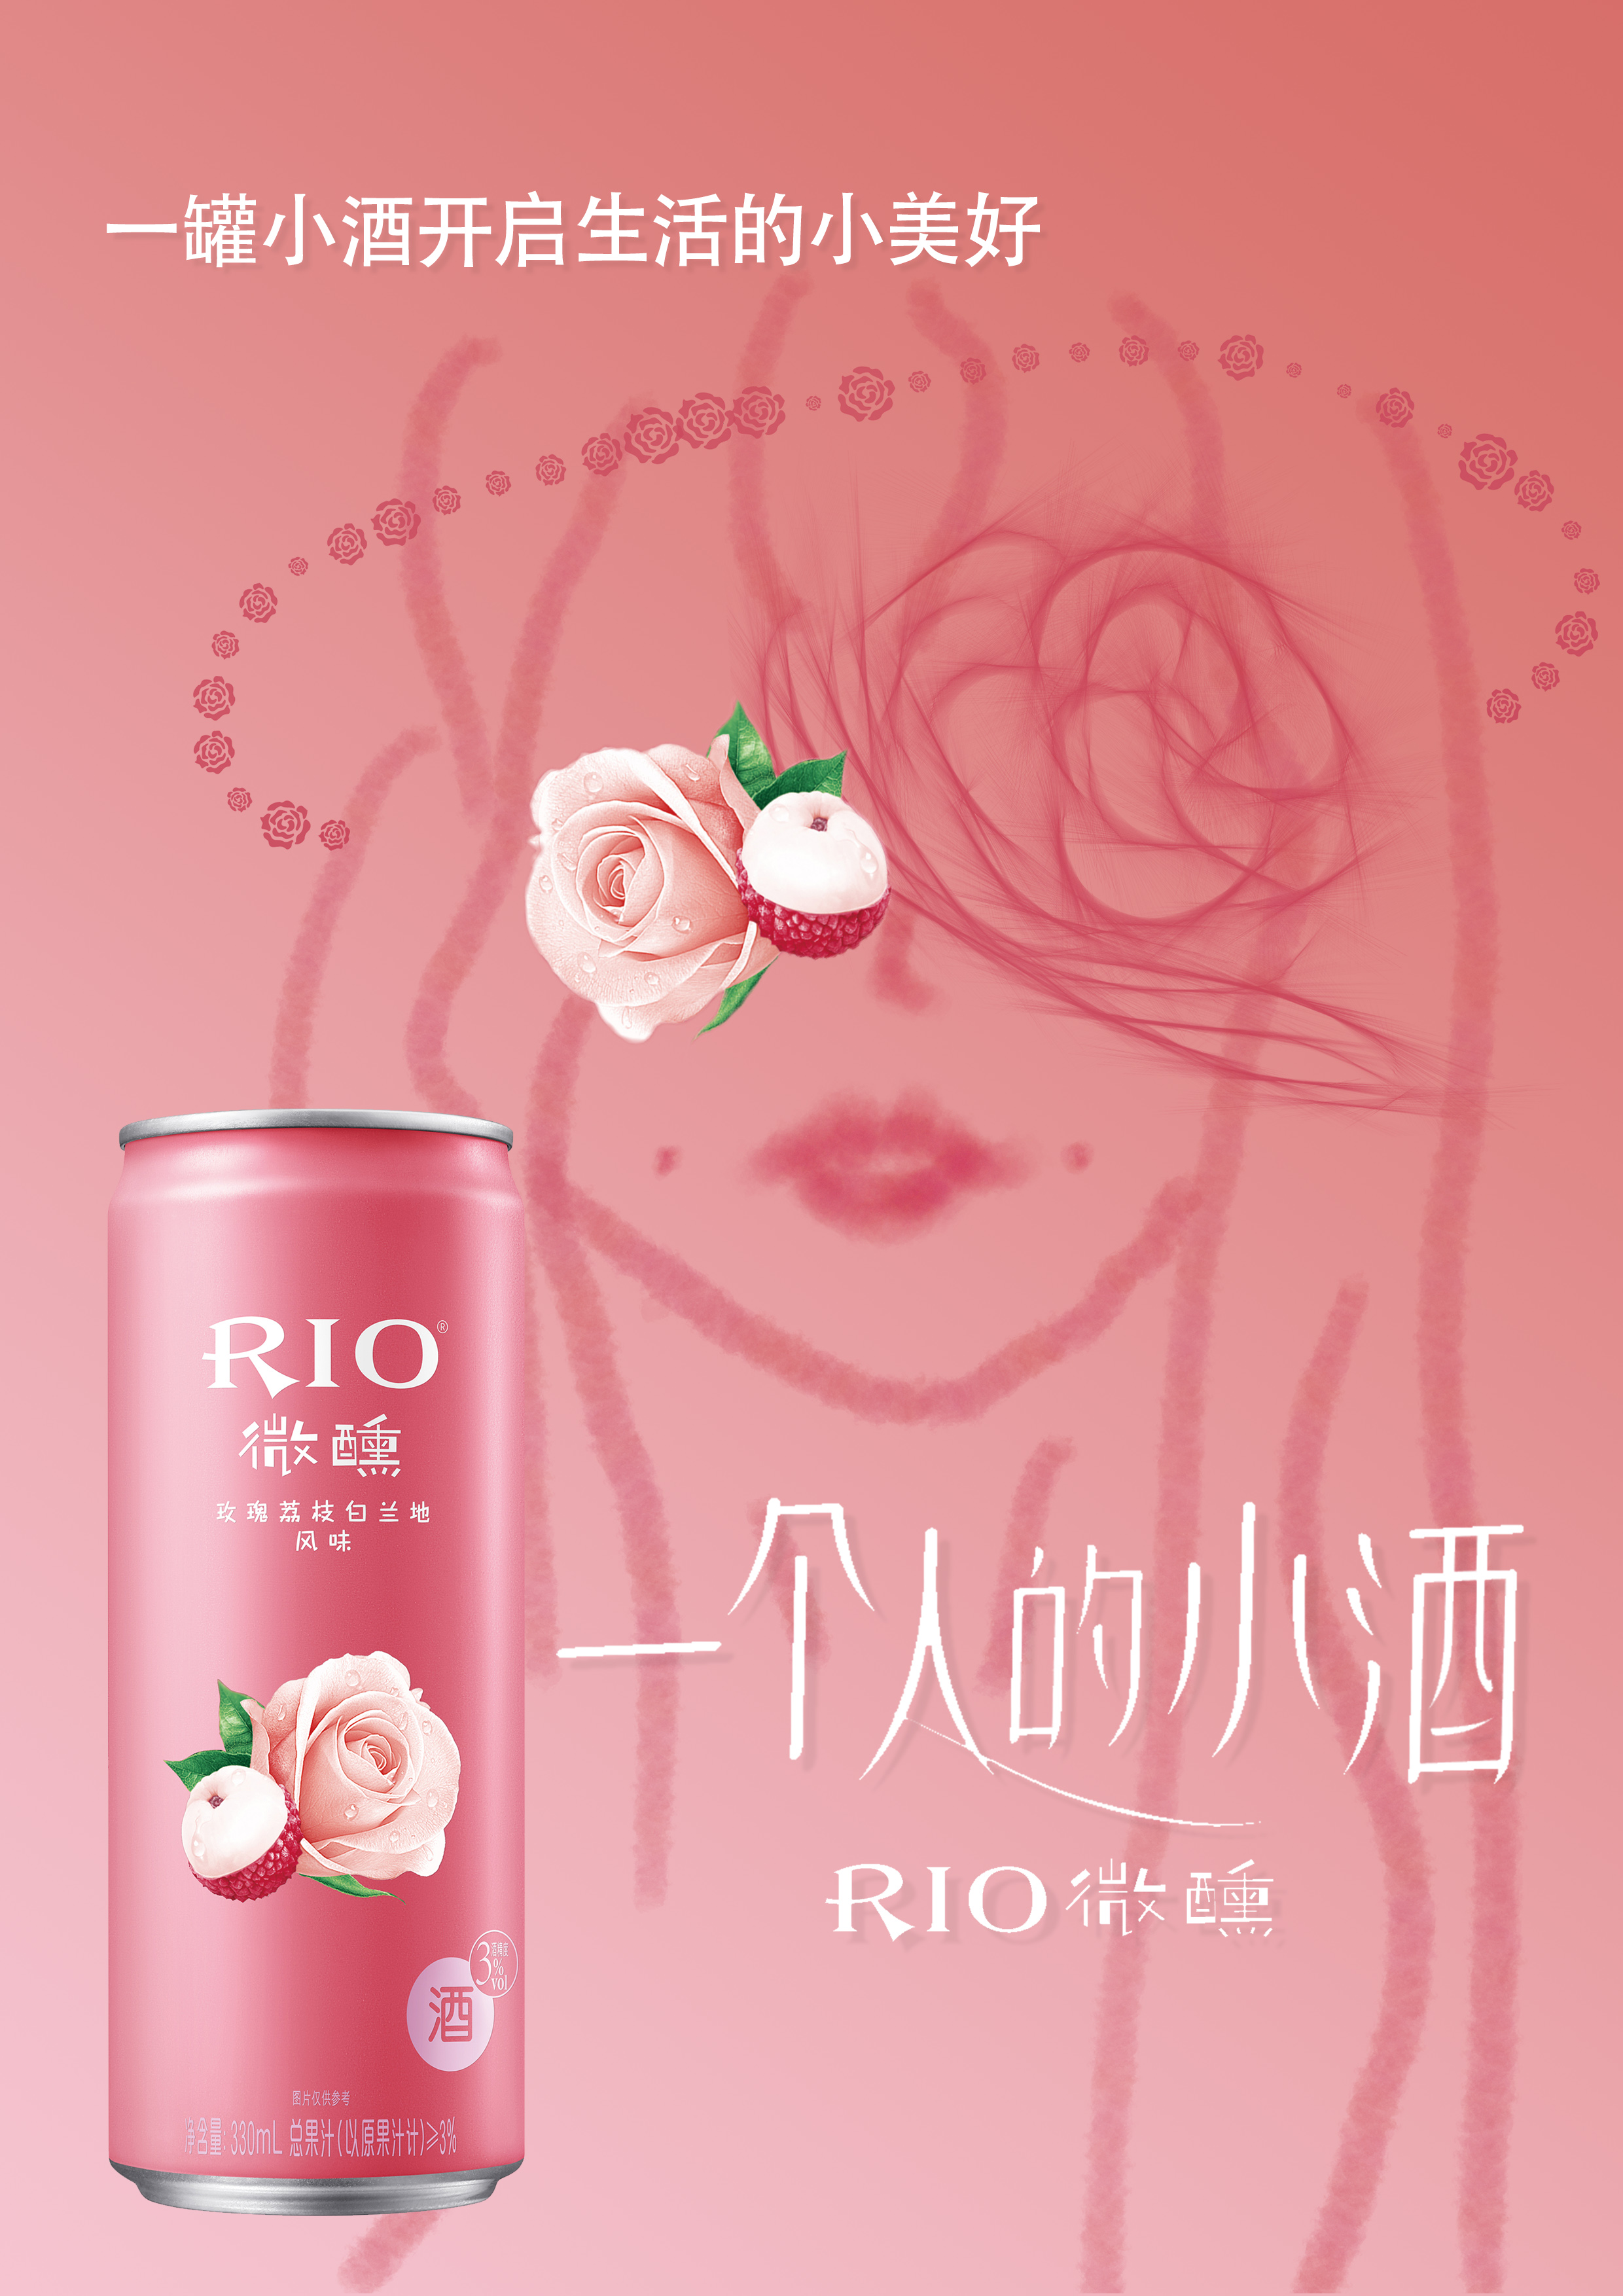 一罐小酒开启生活的小美好
RIO®
微醺
玫瑰荔枝白兰地
风味
一个人的小酒
RIO微醺
酒精度
3%vol
酒
图片仅供参考
净含量: 330mL 总果汁(以原果汁计)≥3%